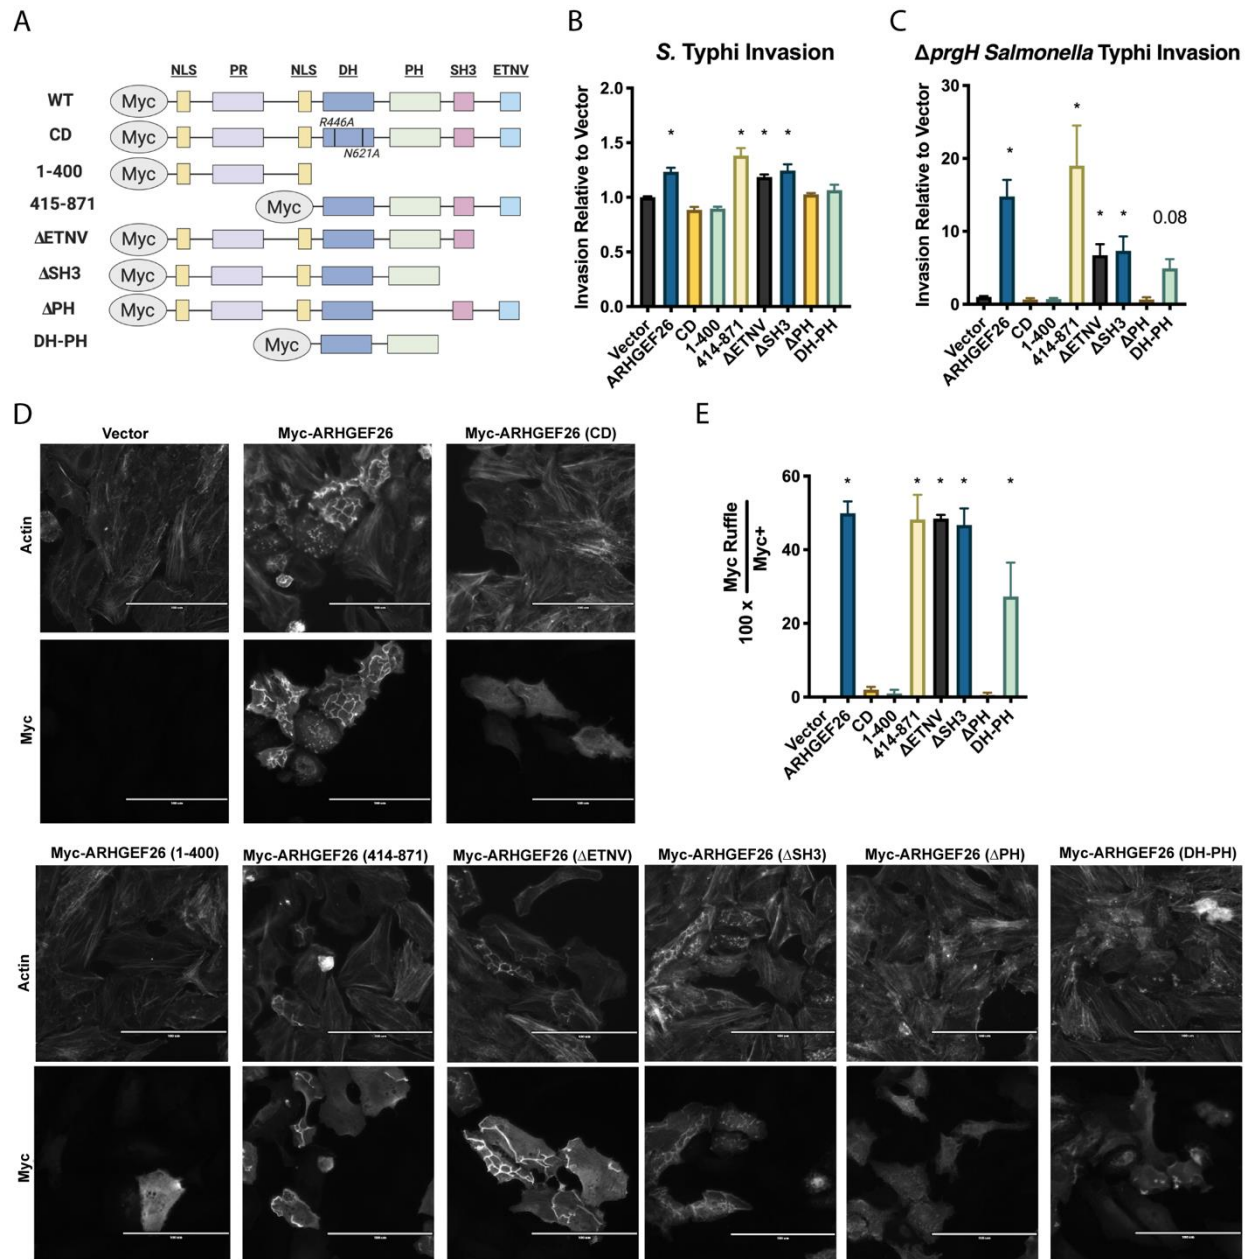 A
NLS PR NLS DH PH SH3 ETNV
WT Myc
CD Myc R446A N621A
1-400 Myc
415-871 Myc
ΔETNV Myc
ΔSH3 Myc
ΔPH Myc
DH-PH Myc
B
S. Typhi Invasion
Invasion Relative to Vector
2.0
1.5
1.0
0.5
0.0
* * * *
Vector ARHGEF26 CD 1-400 414-871 ΔETNV ΔSH3 ΔPH DH-PH
C
ΔprgH Salmonella Typhi Invasion
Invasion Relative to Vector
30
20
10
0
* * * * 0.08
Vector ARHGEF26 CD 1-400 414-871 ΔETNV ΔSH3 ΔPH DH-PH
D
Vector Myc-ARHGEF26 Myc-ARHGEF26 (CD)
Actin
Myc
E
100 x Myc Ruffle
Myc+
60
40
20
0
* * * * *
Vector ARHGEF26 CD 1-400 414-871 ΔETNV ΔSH3 ΔPH DH-PH
Myc-ARHGEF26 (1-400) Myc-ARHGEF26 (414-871) Myc-ARHGEF26 (ΔETNV) Myc-ARHGEF26 (ΔSH3) Myc-ARHGEF26 (ΔPH) Myc-ARHGEF26 (DH-PH)
Actin
Myc